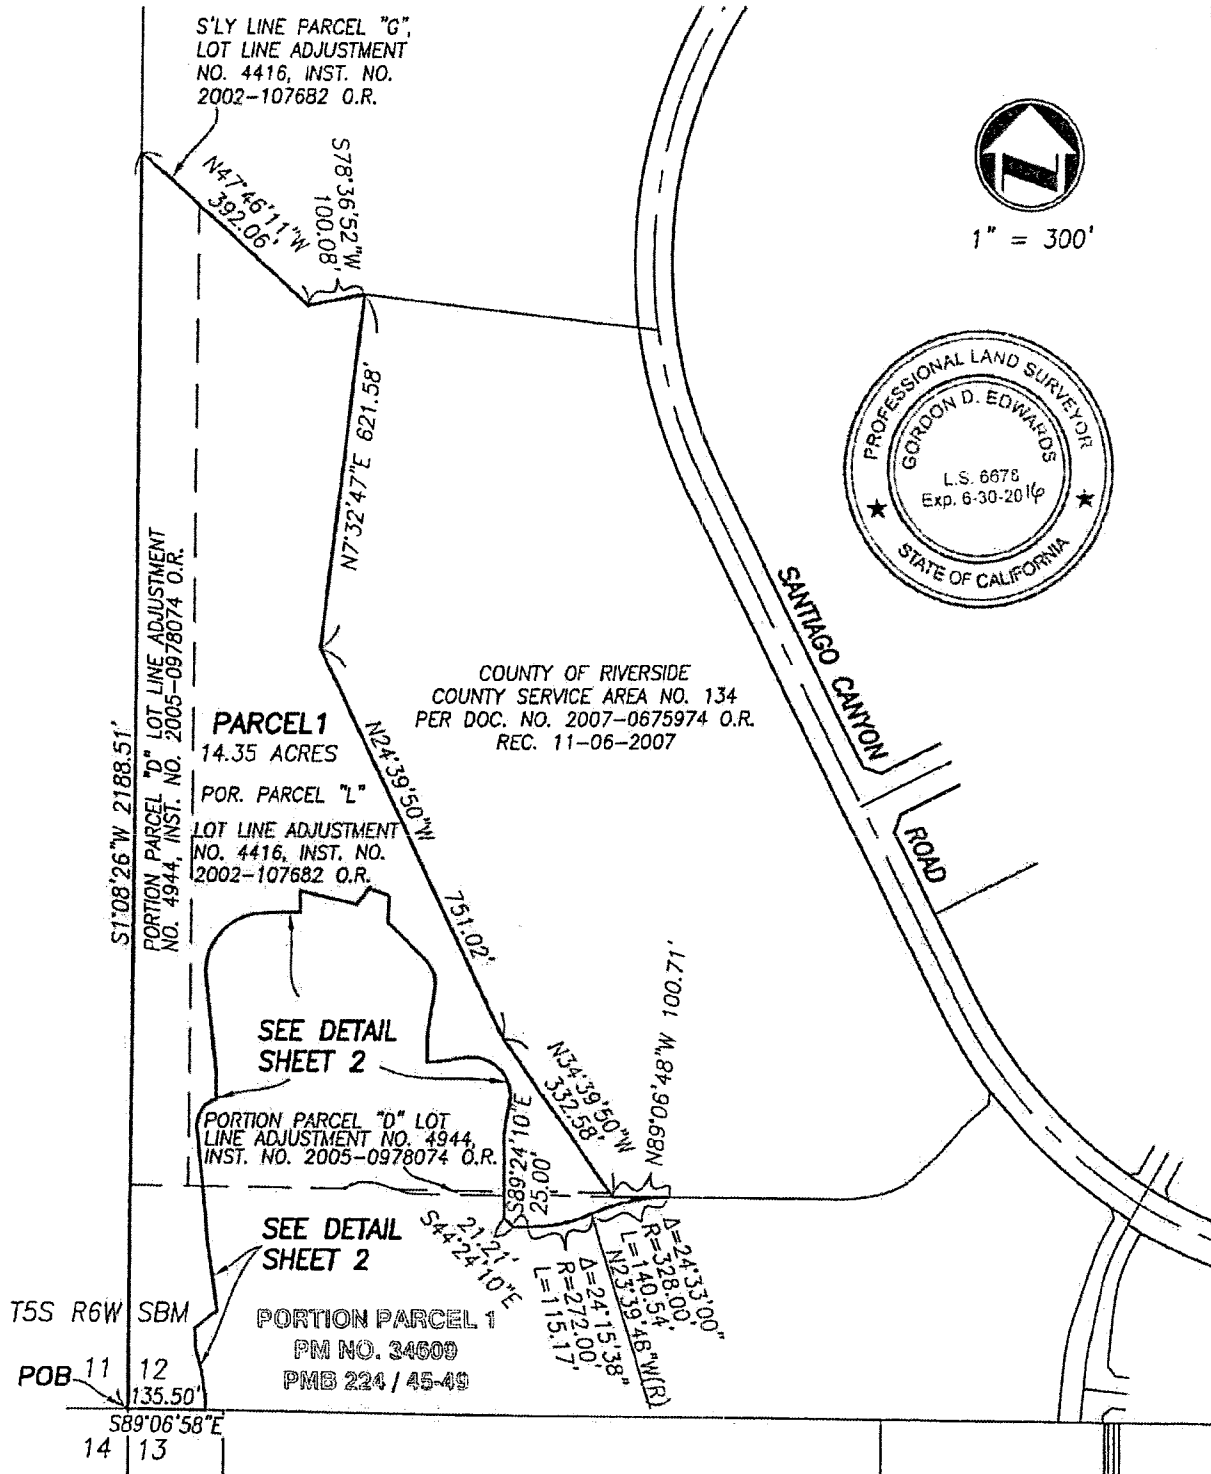 S'LY LINE PARCEL "G",
LOT LINE ADJUSTMENT
NO. 4416, INST. NO.
2002-107682 O.R.
N47°46'11"W
392.06'
S78°36'52"W
100.08'
1" = 300'
PROFESSIONAL LAND SURVEYOR
GORDON D. EDWARDS
L.S. 6678
Exp. 6-30-2016
STATE OF CALIFORNIA
N7°32'47"E 621.58'
SANTIAGO CANYON
ROAD
COUNTY OF RIVERSIDE
COUNTY SERVICE AREA NO. 134
PER DOC. NO. 2007-0675974 O.R.
REC. 11-06-2007
S1°08'26"W 2188.51'
PORTION PARCEL "D" LOT LINE ADJUSTMENT
NO. 4944, INST. NO. 2005-0978074 O.R.
PARCEL1
14.35 ACRES
POR. PARCEL "L"
LOT LINE ADJUSTMENT
NO. 4416, INST. NO.
2002-107682 O.R.
N24°39'50"W
751.02'
SEE DETAIL
SHEET 2
N34°39'50"W
332.58'
N89°06'48"W 100.71'
PORTION PARCEL "D" LOT
LINE ADJUSTMENT NO. 4944,
INST. NO. 2005-0978074 O.R.
S89°24'10"E
25.00'
21.21'
S44°24'10"E
SEE DETAIL
SHEET 2
Δ=24°33'00"
R=328.00'
L=140.54'
N23°39'46"W(R)
Δ=24°15'38"
R=272.00'
L=115.17'
T5S R6W SBM
PORTION PARCEL 1
PM NO. 34609
PMB 224 / 45-49
POB
11 12
135.50'
S89°06'58"E
14 13